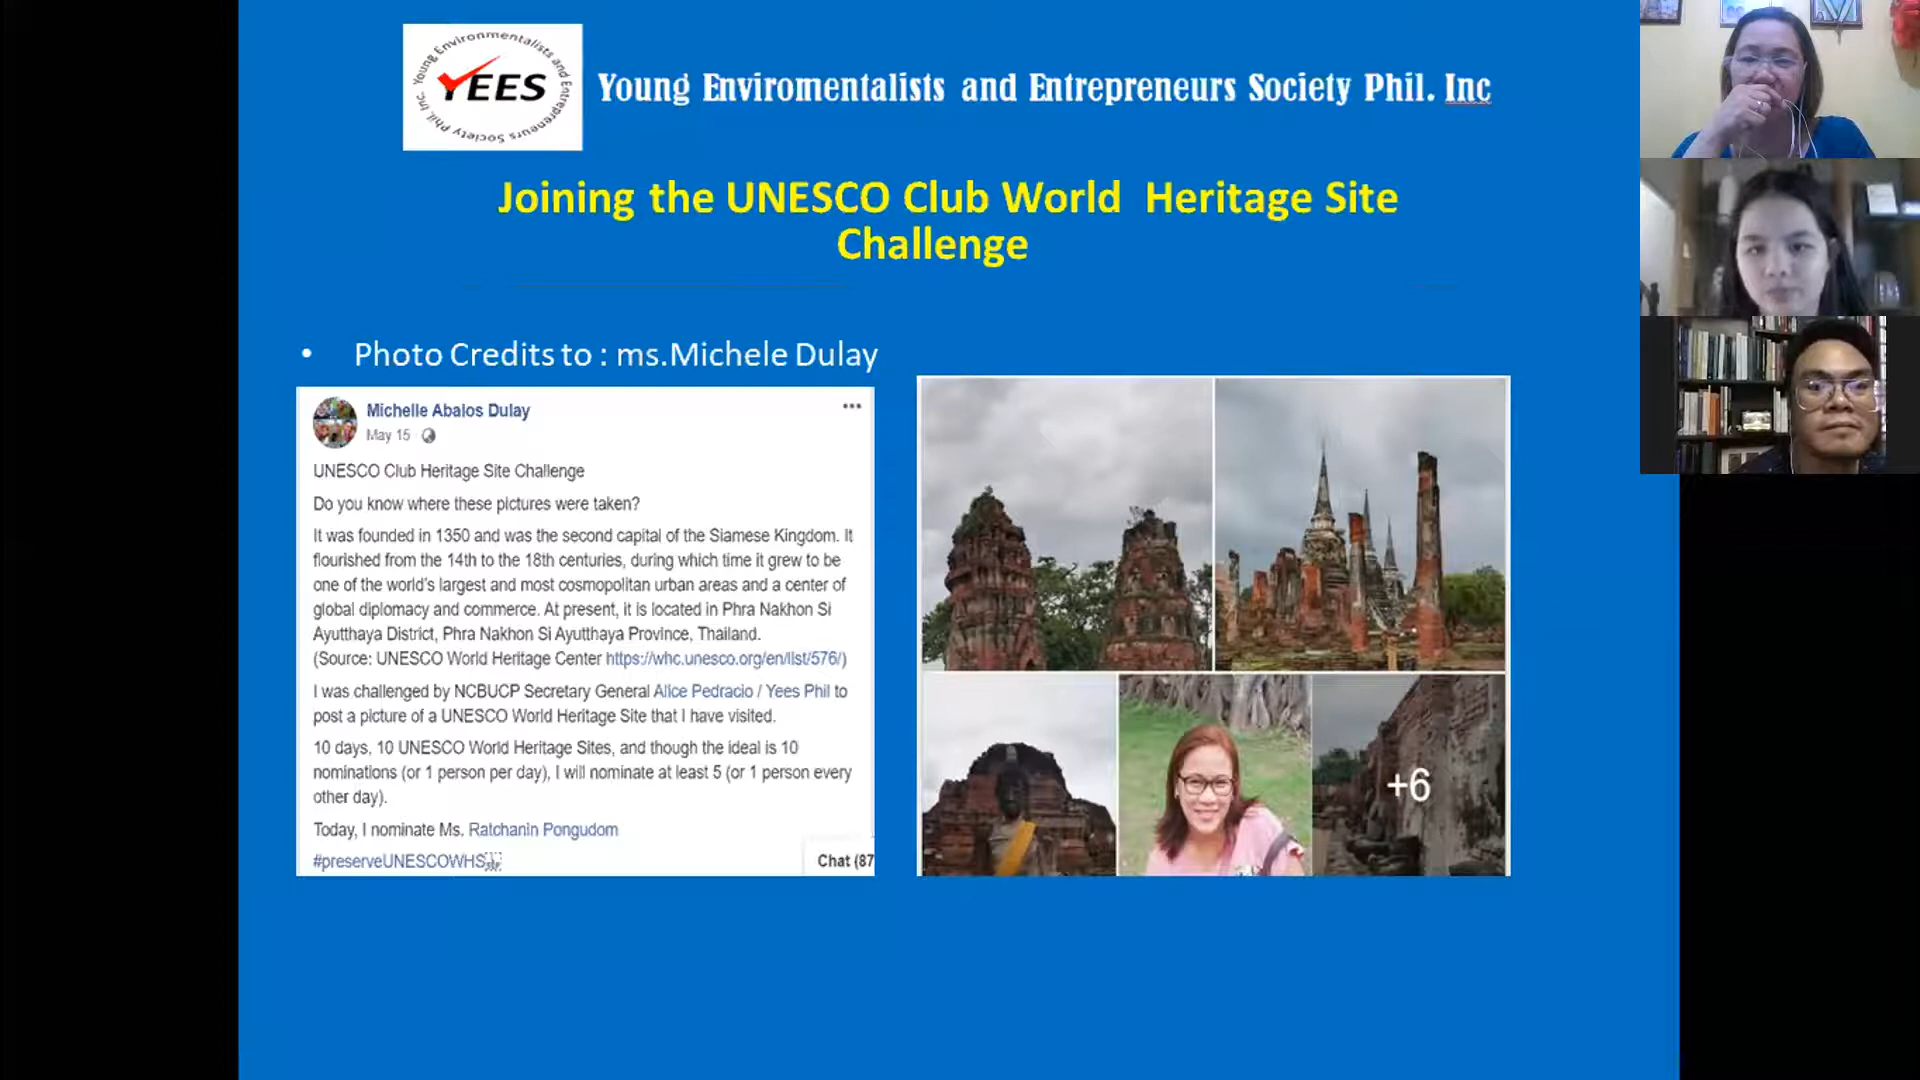 Young Environmentalists and Entrepreneurs Society Phil. Inc.
YEES
Young Enviromentalists and Entrepreneurs Society Phil. Inc
Joining the UNESCO Club World Heritage Site
Challenge
• Photo Credits to : ms.Michele Dulay
Michelle Abalos Dulay
May 15
UNESCO Club Heritage Site Challenge
Do you know where these pictures were taken?
It was founded in 1350 and was the second capital of the Siamese Kingdom. It
flourished from the 14th to the 18th centuries, during which time it grew to be
one of the world's largest and most cosmopolitan urban areas and a center of
global diplomacy and commerce. At present, it is located in Phra Nakhon Si
Ayutthaya District, Phra Nakhon Si Ayutthaya Province, Thailand.
(Source: UNESCO World Heritage Center https://whc.unesco.org/en/list/576/)
I was challenged by NCBUCP Secretary General Alice Pedracio / Yees Phil to
post a picture of a UNESCO World Heritage Site that I have visited.
10 days, 10 UNESCO World Heritage Sites, and though the ideal is 10
nominations (or 1 person per day), I will nominate at least 5 (or 1 person every
other day).
Today, I nominate Ms. Ratchanin Pongudom
#preserveUNESCOWHS
Chat (87
+6